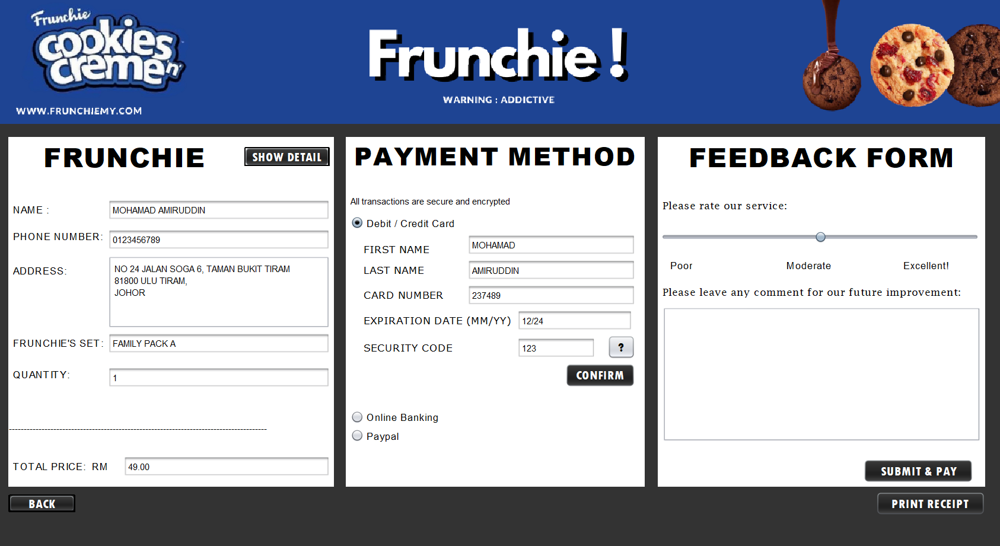 Frunchie
cookies
creme n'
WWW.FRUNCHIEMY.COM
Frunchie !
WARNING : ADDICTIVE
FRUNCHIE
SHOW DETAIL
NAME :
MOHAMAD AMIRUDDIN
PHONE NUMBER:
0123456789
ADDRESS:
NO 24 JALAN SOGA 6, TAMAN BUKIT TIRAM
81800 ULU TIRAM,
JOHOR
FRUNCHIE'S SET:
FAMILY PACK A
QUANTITY:
1
----------------------------------------------------------------------------------------
TOTAL PRICE: RM
49.00
BACK
PAYMENT METHOD
All transactions are secure and encrypted
Debit / Credit Card
FIRST NAME
MOHAMAD
LAST NAME
AMIRUDDIN
CARD NUMBER
237489
EXPIRATION DATE (MM/YY)
12/24
SECURITY CODE
123
?
CONFIRM
Online Banking
Paypal
FEEDBACK FORM
Please rate our service:
Poor
Moderate
Excellent!
Please leave any comment for our future improvement:
SUBMIT & PAY
PRINT RECEIPT